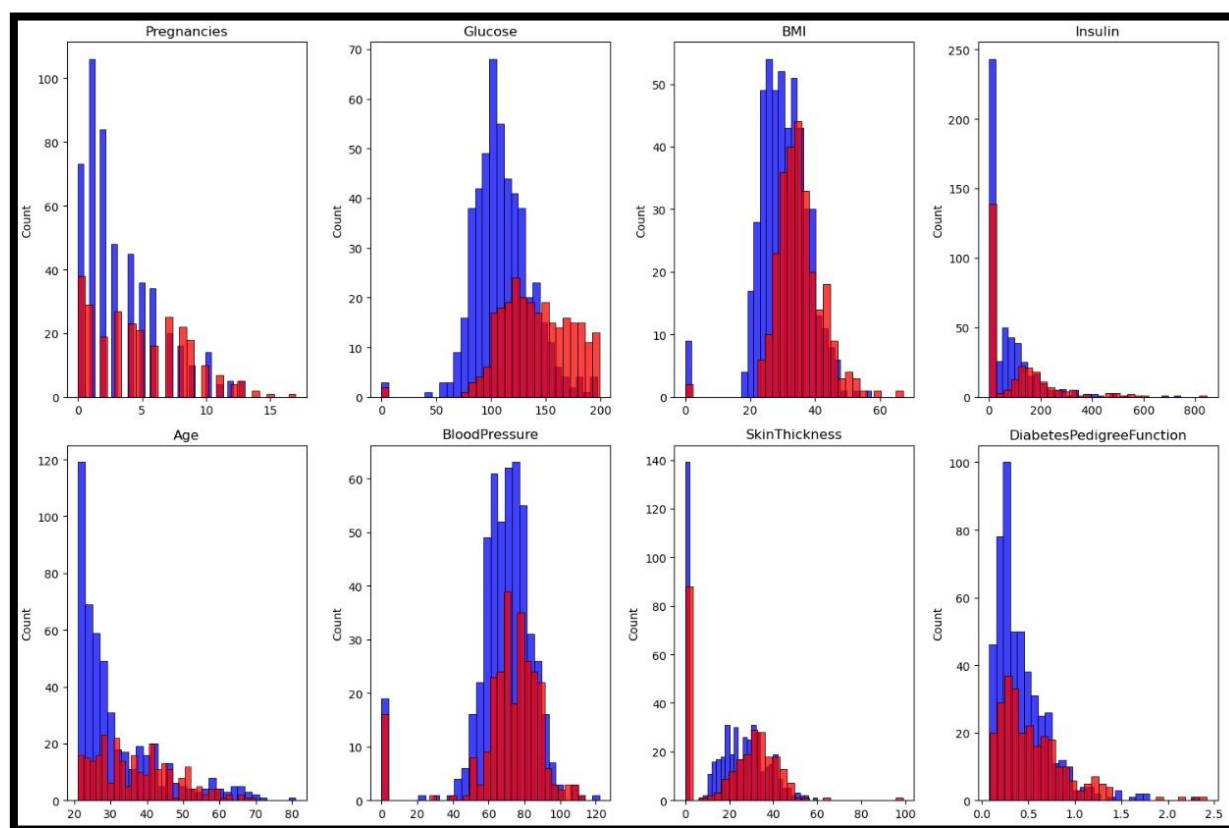 Pregnancies
Count
100
80
60
40
20
0
0 5 10 15
Glucose
70
60
50
40
30
20
10
0
0 50 100 150 200
BMI
Count
50
40
30
20
10
0
0 20 40 60
Insulin
Count
250
200
150
100
50
0
0 200 400 600 800
Age
Count
120
100
80
60
40
20
0
20 30 40 50 60 70 80
BloodPressure
60
50
40
30
20
10
0
0 20 40 60 80 100 120
SkinThickness
Count
140
120
100
80
60
40
20
0
0 20 40 60 80 100
DiabetesPedigreeFunction
Count
100
80
60
40
20
0
0.0 0.5 1.0 1.5 2.0 2.5